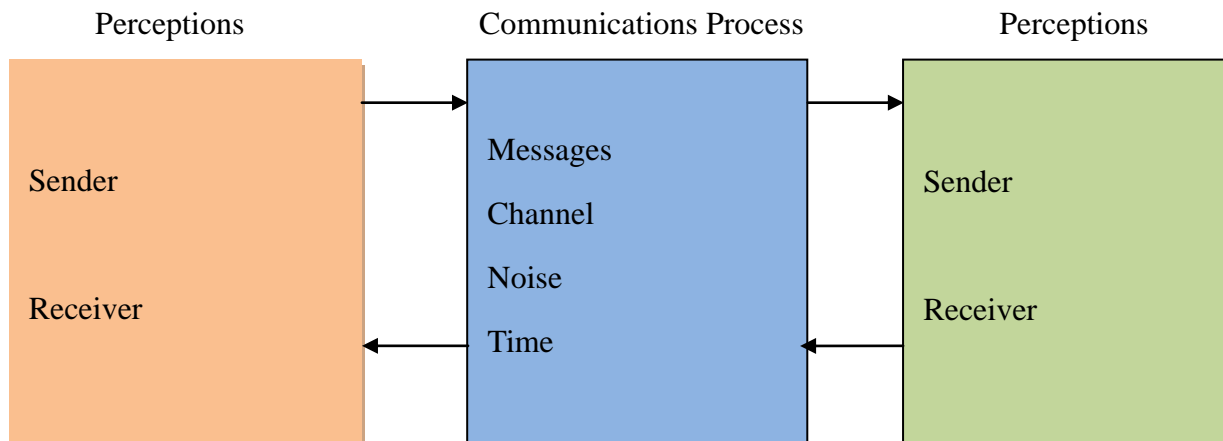 Perceptions
Communications Process
Perceptions
Sender
Receiver
Messages
Channel
Noise
Time
Sender
Receiver